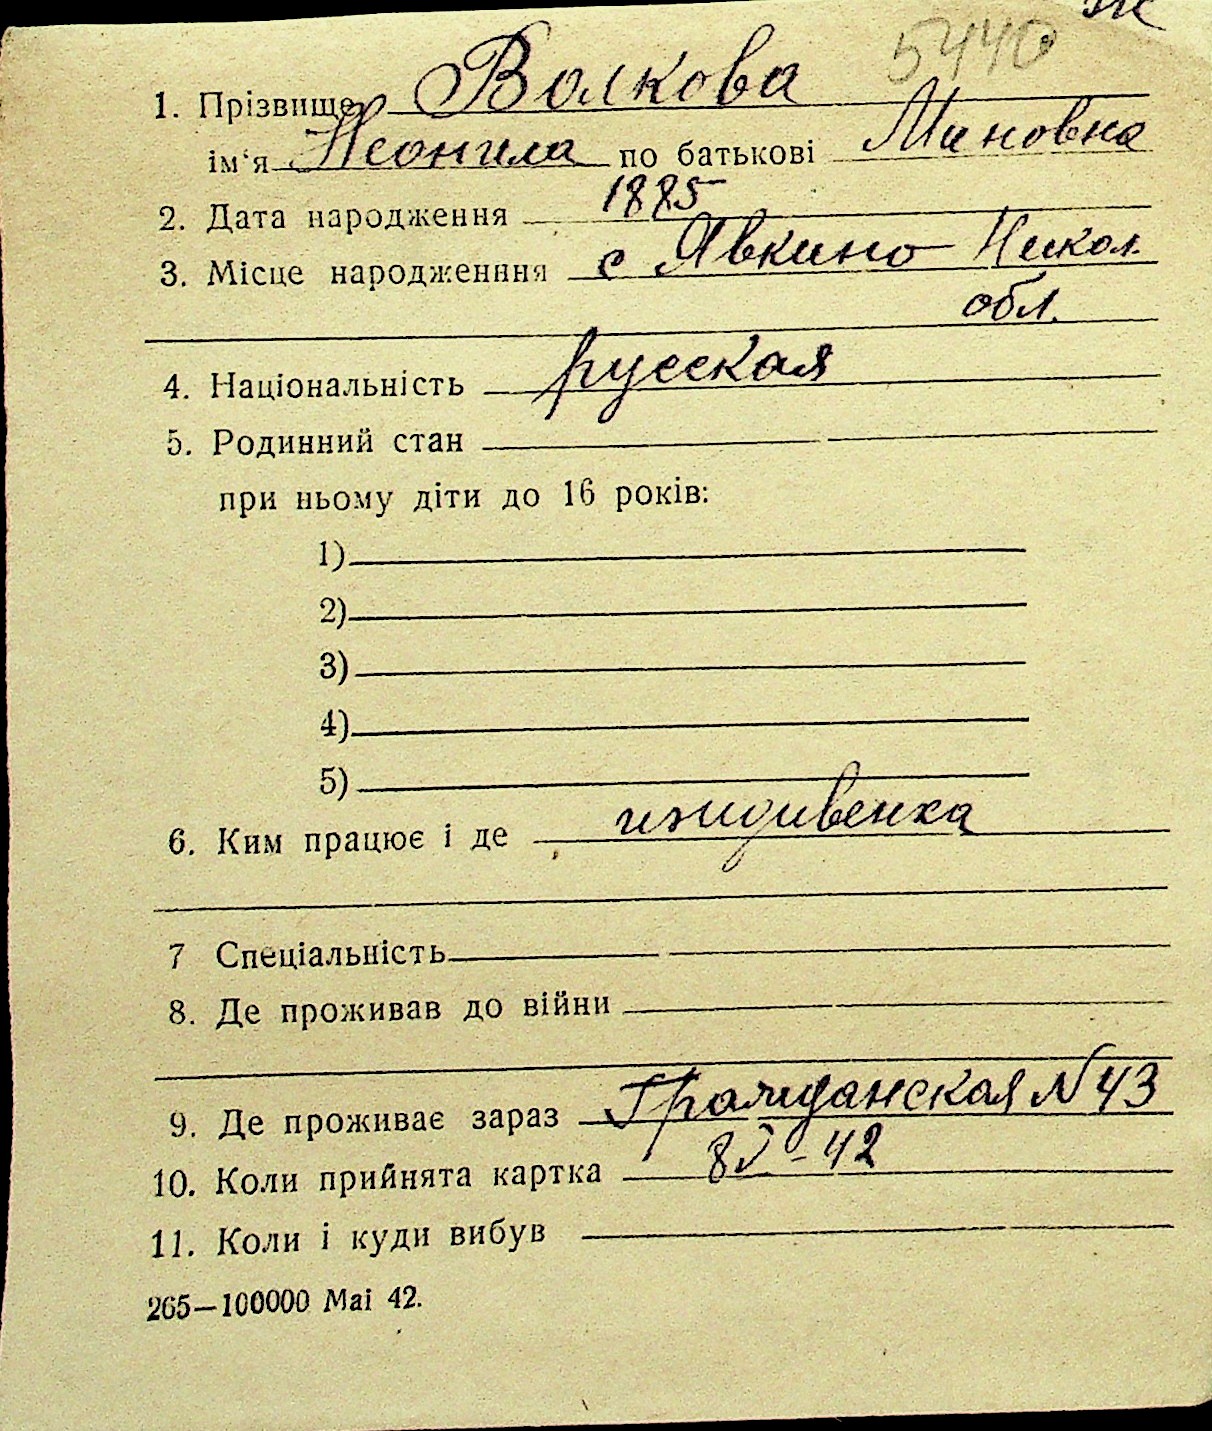 Ж
5440
1. Прізвище Волкова
ім‘я Неонила по батькові Миновна
2. Дата народження 1885
3. Місце народженння с Явкино Никол.
обл.
4. Національність русская
5. Родинний стан
при ньому діти до 16 років:
1)
2)
3)
4)
5)
6. Ким працює і де иждивенка
7 Спеціальність
8. Де проживав до війни
9. Де проживає зараз Гражданская N 43
10. Коли прийнята картка 8 V - 42
11. Коли і куди вибув
265—100000 Mai 42.